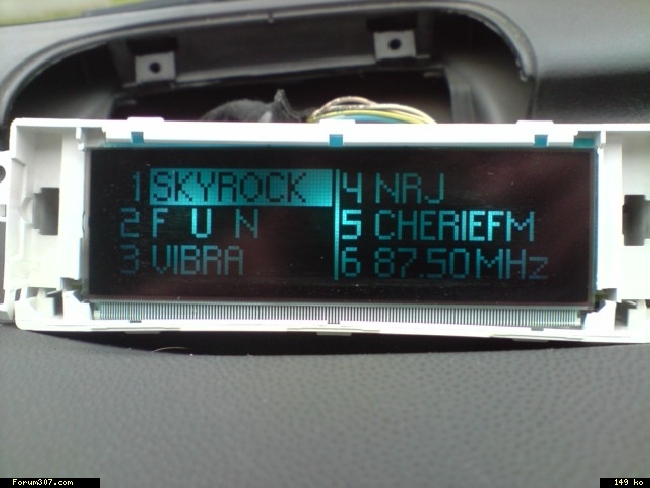 1 SKYROCK
2 F U N
3 VIBRA
4 NRJ
5 CHERIEFM
6 87.50MHz
Forum307.com
149 ko